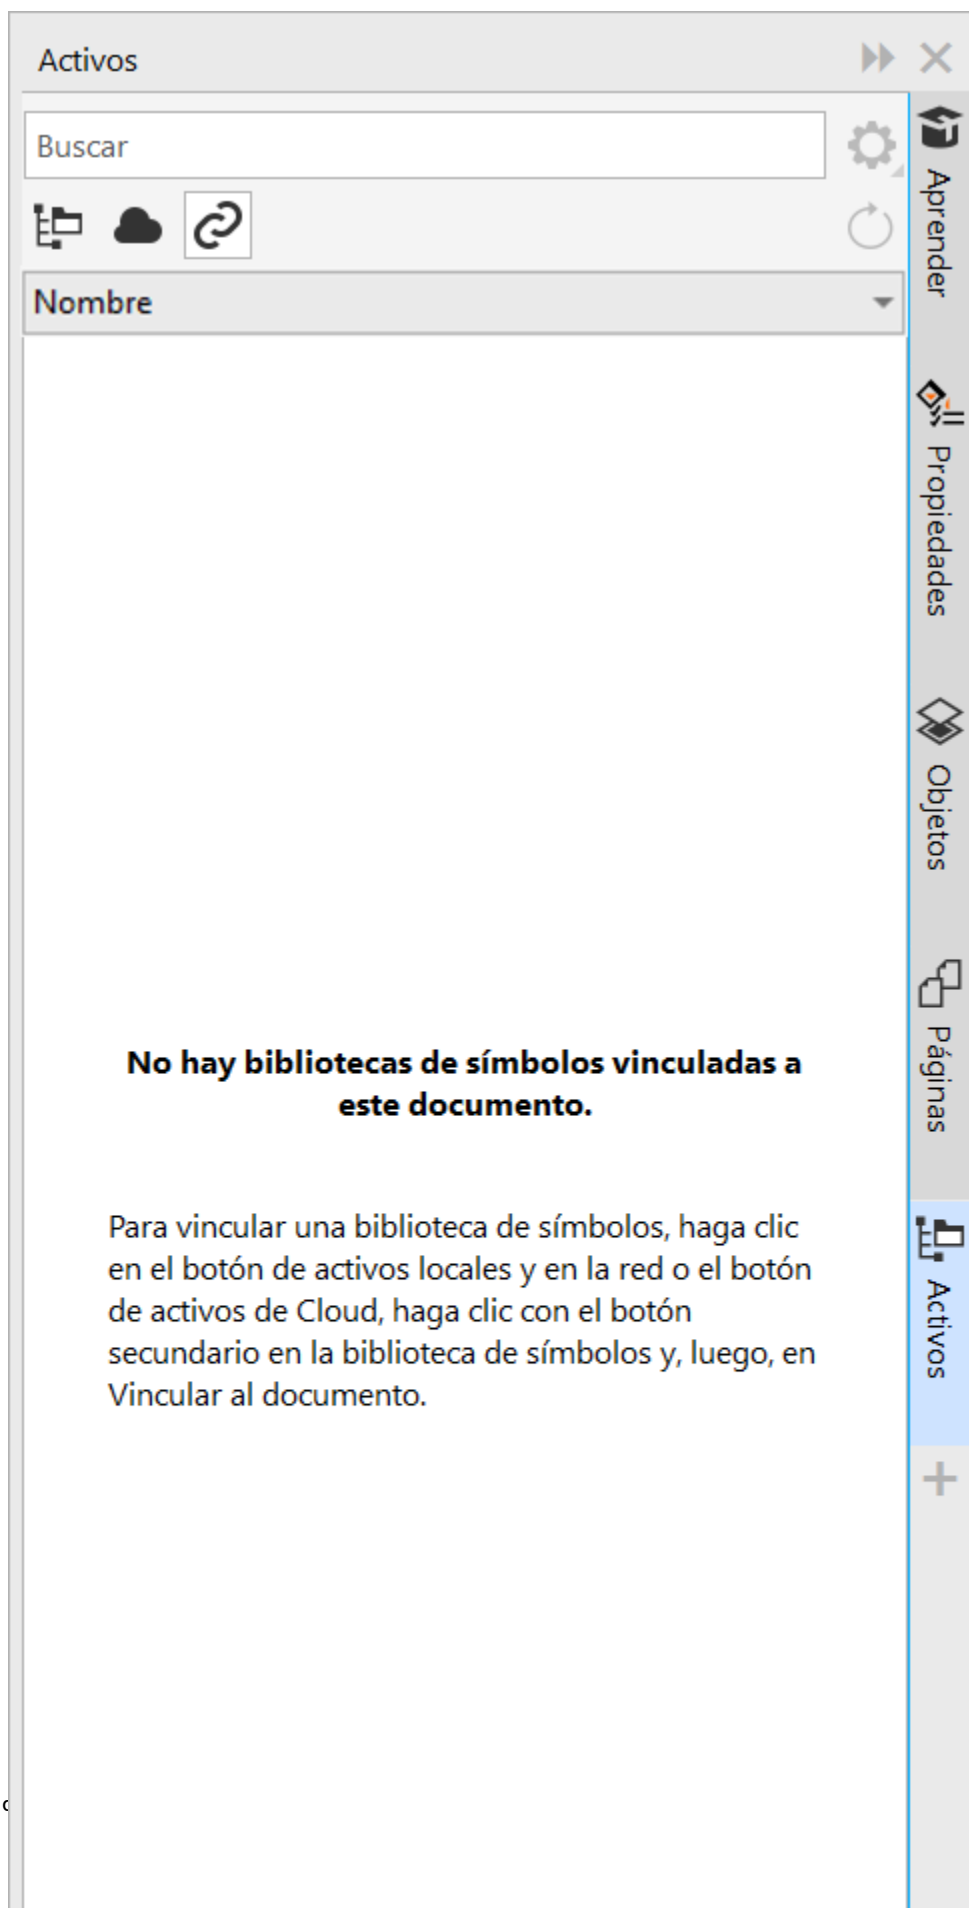 Activos
Buscar
Nombre
No hay bibliotecas de símbolos vinculadas a
este documento.
Para vincular una biblioteca de símbolos, haga clic
en el botón de activos locales y en la red o el botón
de activos de Cloud, haga clic con el botón
secundario en la biblioteca de símbolos y, luego, en
Vincular al documento.
Aprender
Propiedades
Objetos
Páginas
Activos